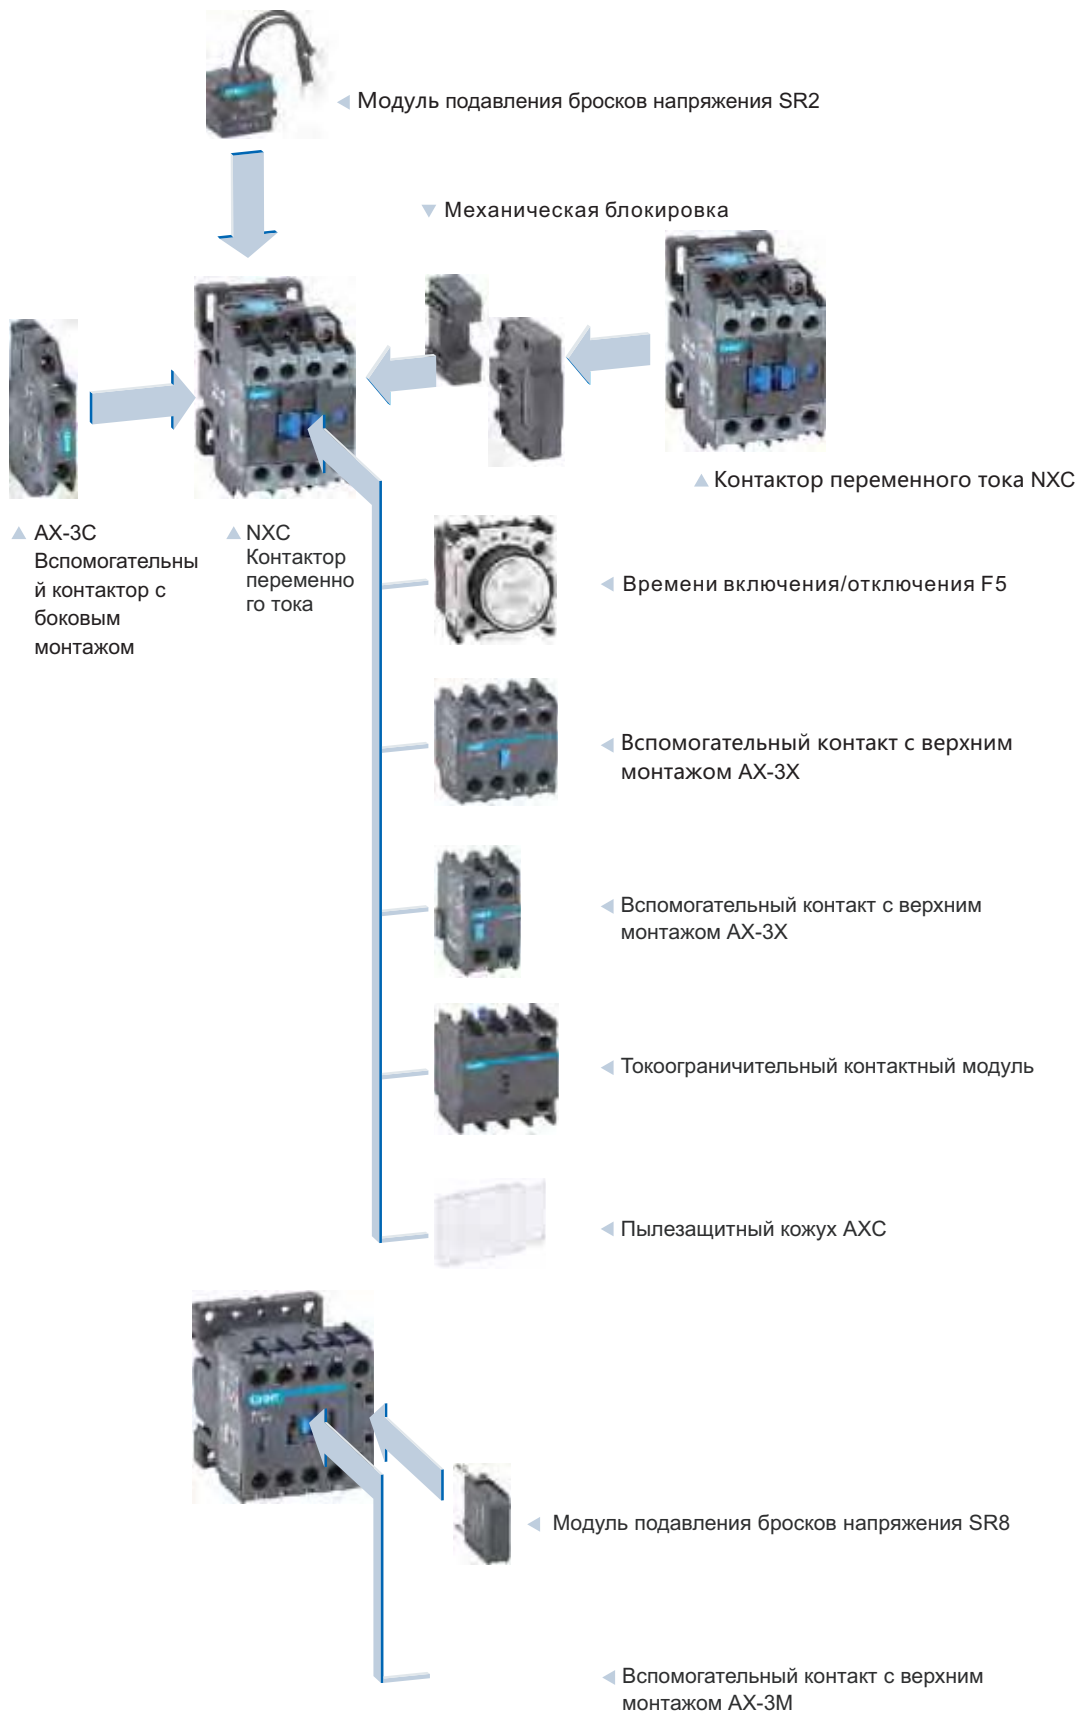 Модуль подавления бросков напряжения SR2
Механическая блокировка
Контактор переменного тока NXC
AX-3C
Вспомогательны
й контактор с
боковым
монтажом
NXC
Контактор
переменно
го тока
Времени включения/отключения F5
Вспомогательный контакт с верхним
монтажом AX-3X
Вспомогательный контакт с верхним
монтажом AX-3X
Токоограничительный контактный модуль
Пылезащитный кожух AXC
CHNT
Модуль подавления бросков напряжения SR8
Вспомогательный контакт с верхним
монтажом AX-3M